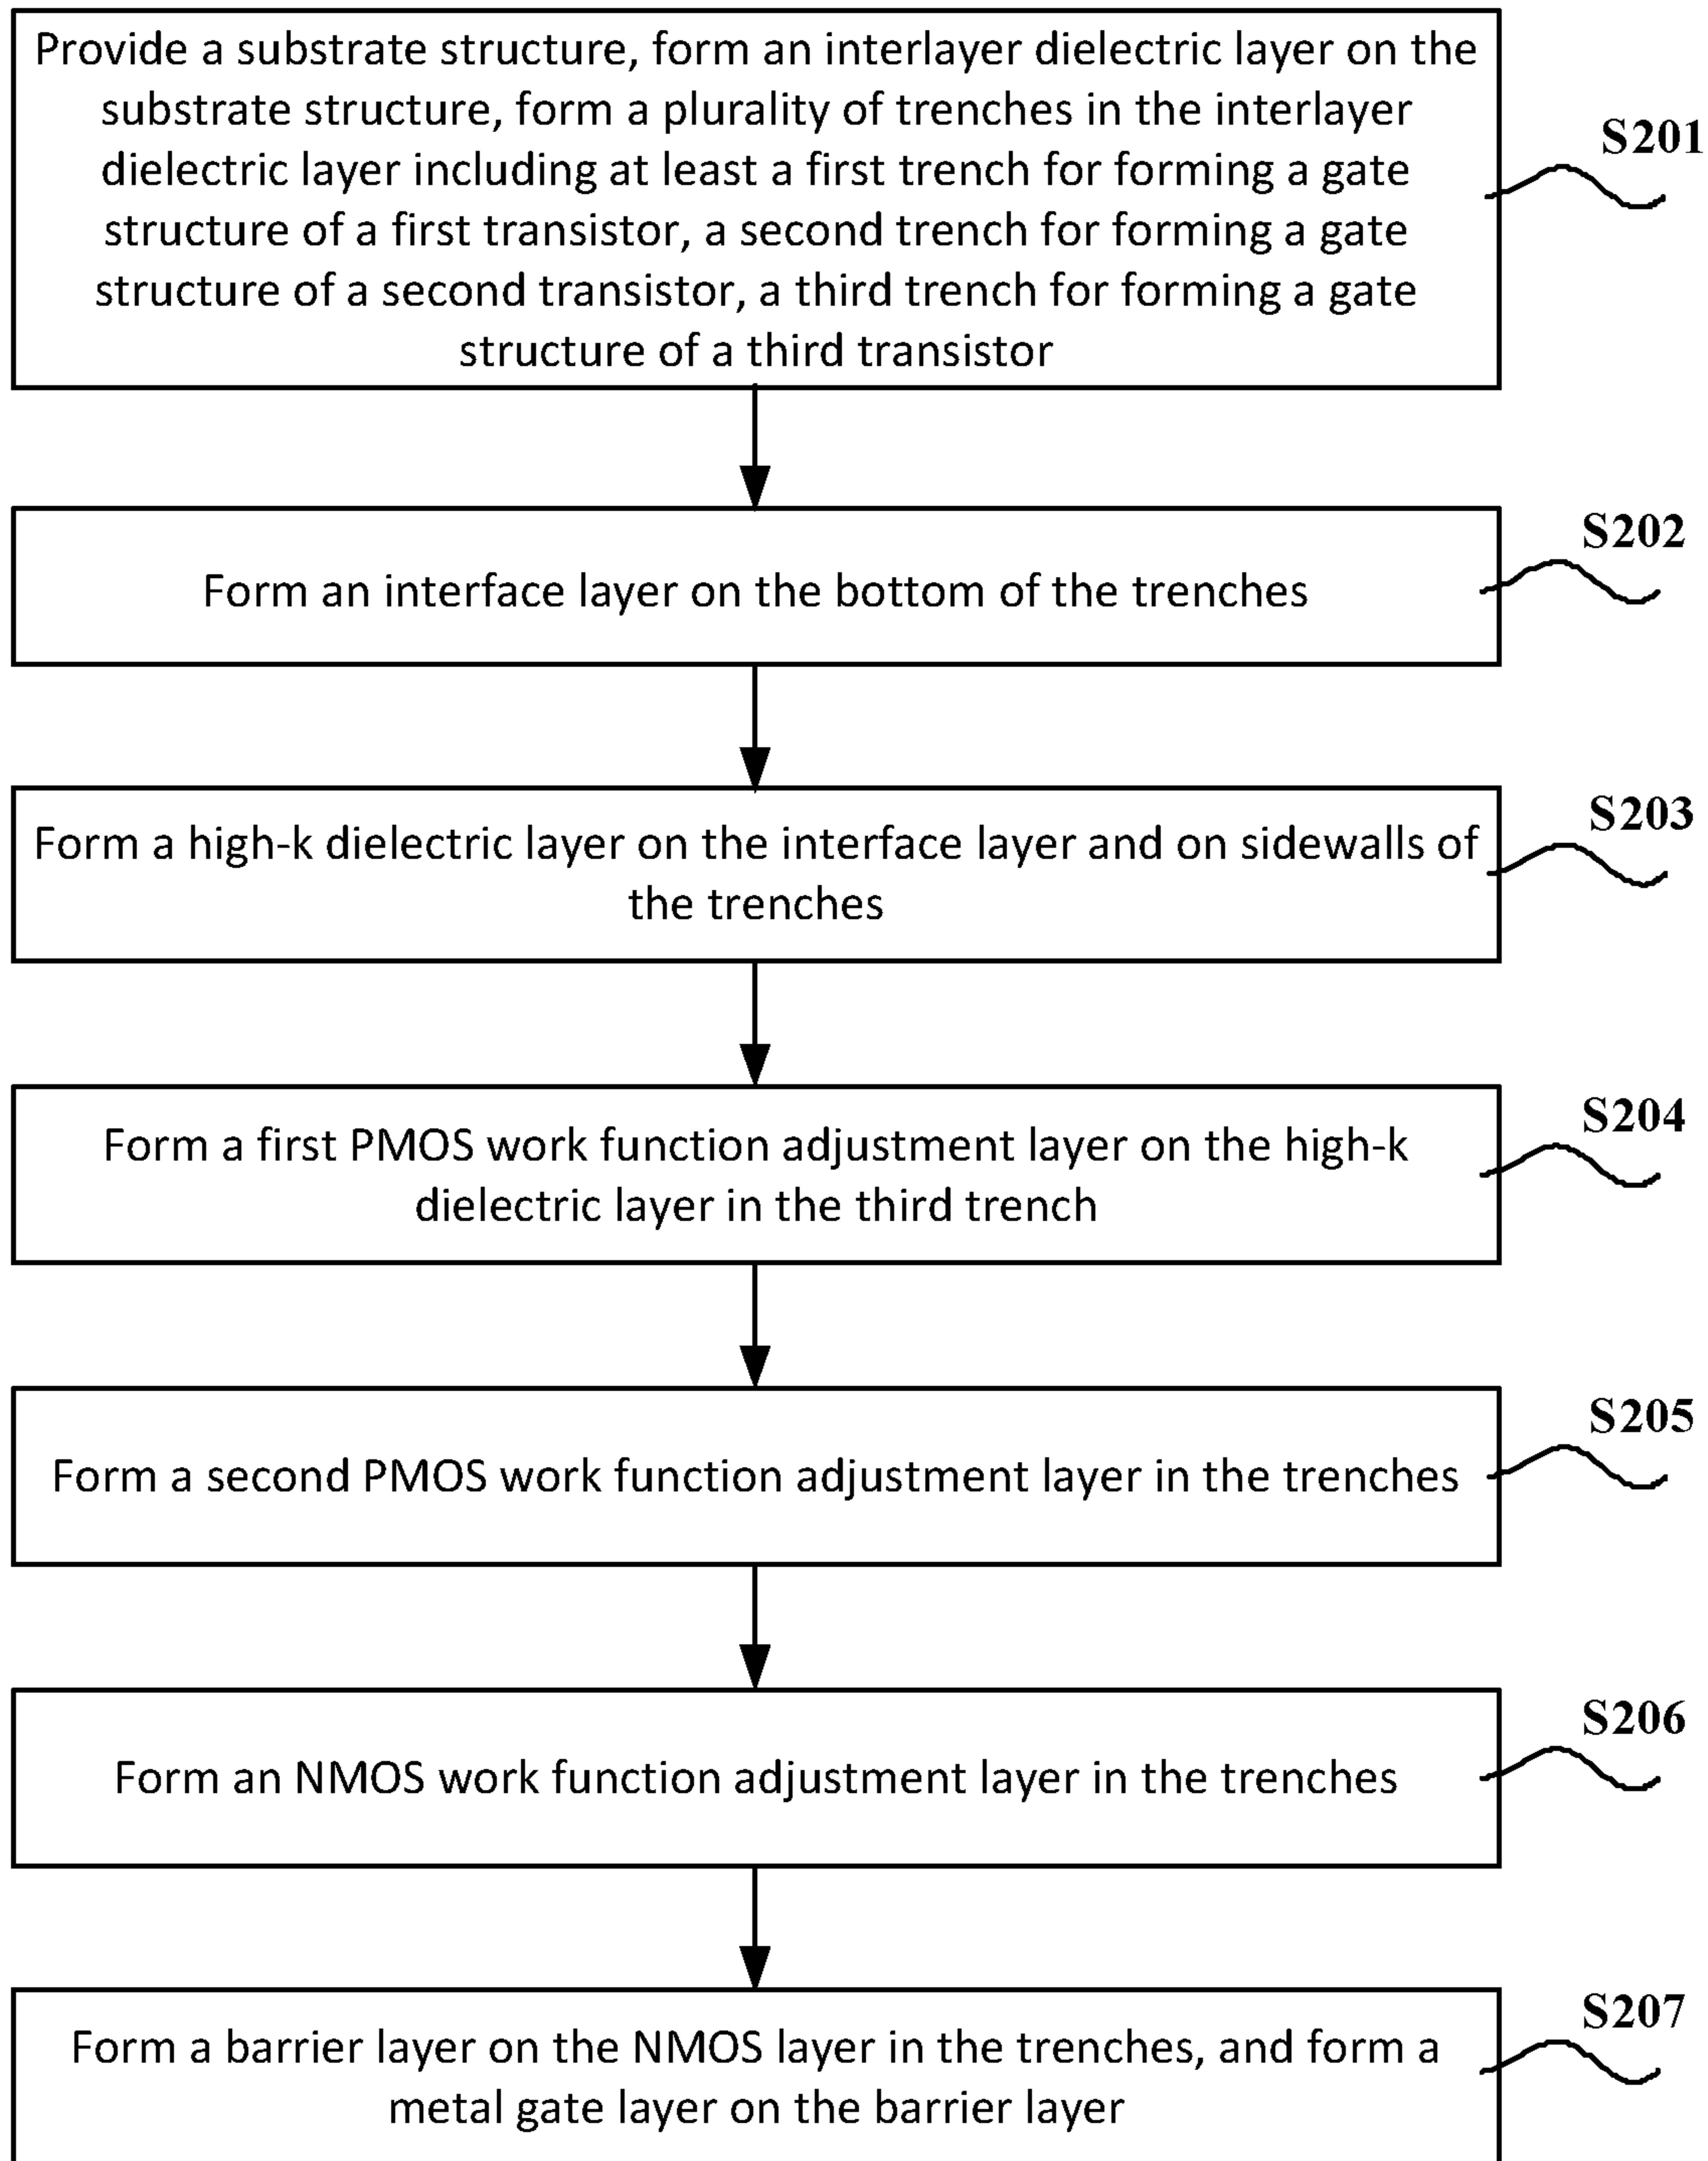 Provide a substrate structure, form an interlayer dielectric layer on the
substrate structure, form a plurality of trenches in the interlayer
dielectric layer including at least a first trench for forming a gate
structure of a first transistor, a second trench for forming a gate
structure of a second transistor, a third trench for forming a gate
structure of a third transistor
S201
S202
Form an interface layer on the bottom of the trenches
S203
Form a high-k dielectric layer on the interface layer and on sidewalls of
the trenches
S204
Form a first PMOS work function adjustment layer on the high-k
dielectric layer in the third trench
S205
Form a second PMOS work function adjustment layer in the trenches
S206
Form an NMOS work function adjustment layer in the trenches
S207
Form a barrier layer on the NMOS layer in the trenches, and form a
metal gate layer on the barrier layer